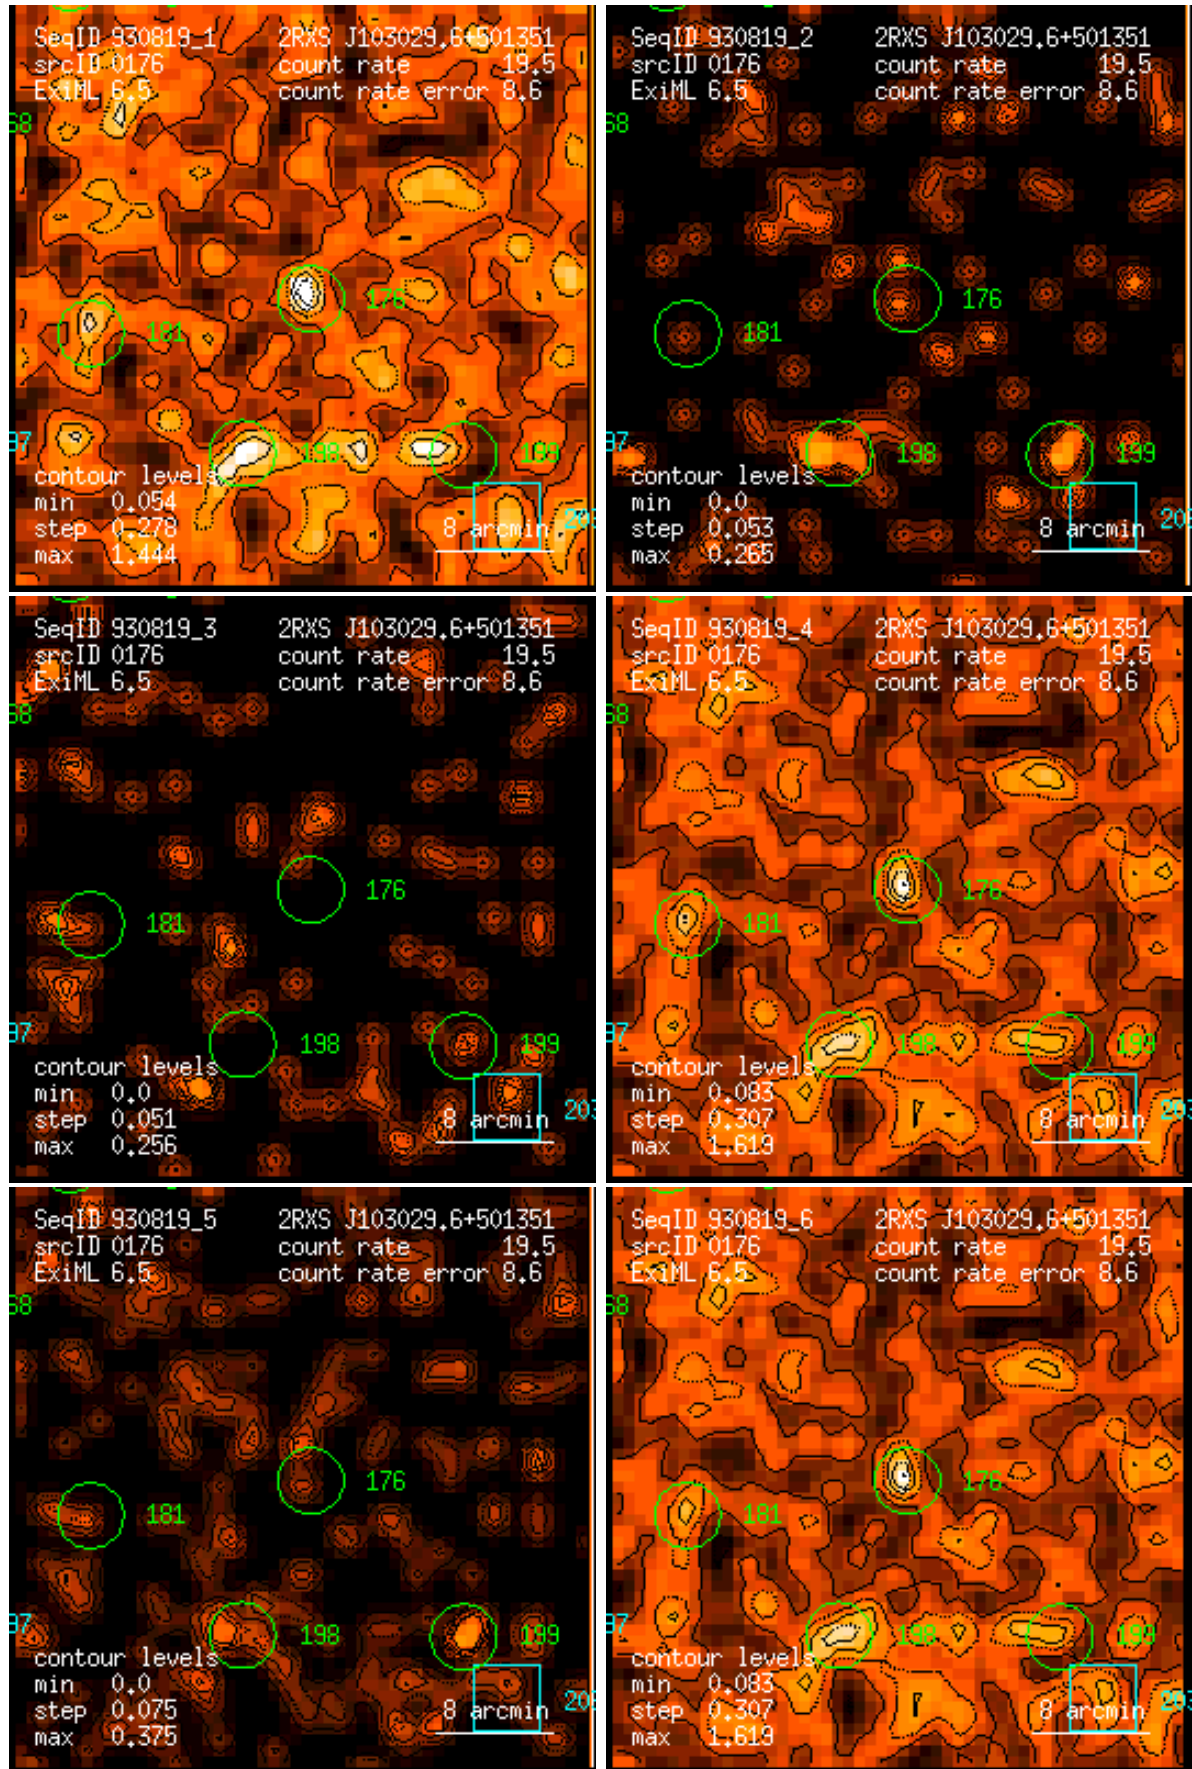 SeqID 930819_1 2RXS J103029.6+501351
srcID 0176 count rate 19.5
ExiML 6.5 count rate error 8.6
68
176
181
97 198 199
contour levels
min 0.054
step 0.278 8 arcmin
max 1.444
SeqID 930819_2 2RXS J103029.6+501351
srcID 0176 count rate 19.5
ExiML 6.5 count rate error 8.6
68
176
181
97 198 199
contour levels
min 0.0
step 0.053 8 arcmin
max 0.265
SeqID 930819_3 2RXS J103029.6+501351
srcID 0176 count rate 19.5
ExiML 6.5 count rate error 8.6
68
176
181
97 198 199
contour levels
min 0.0
step 0.051 8 arcmin 203
max 0.256
SeqID 930819_4 2RXS J103029.6+501351
srcID 0176 count rate 19.5
ExiML 6.5 count rate error 8.6
68
176
181
97 198 199
contour levels
min 0.083
step 0.307 8 arcmin 203
max 1.619
SeqID 930819_5 2RXS J103029.6+501351
srcID 0176 count rate 19.5
ExiML 6.5 count rate error 8.6
68
176
181
97 198 199
contour levels
min 0.0
step 0.075 8 arcmin
max 0.375
SeqID 930819_6 2RXS J103029.6+501351
srcID 0176 count rate 19.5
ExiML 6.5 count rate error 8.6
68
176
181
97 198 199
contour levels
min 0.083
step 0.307 8 arcmin
max 1.619